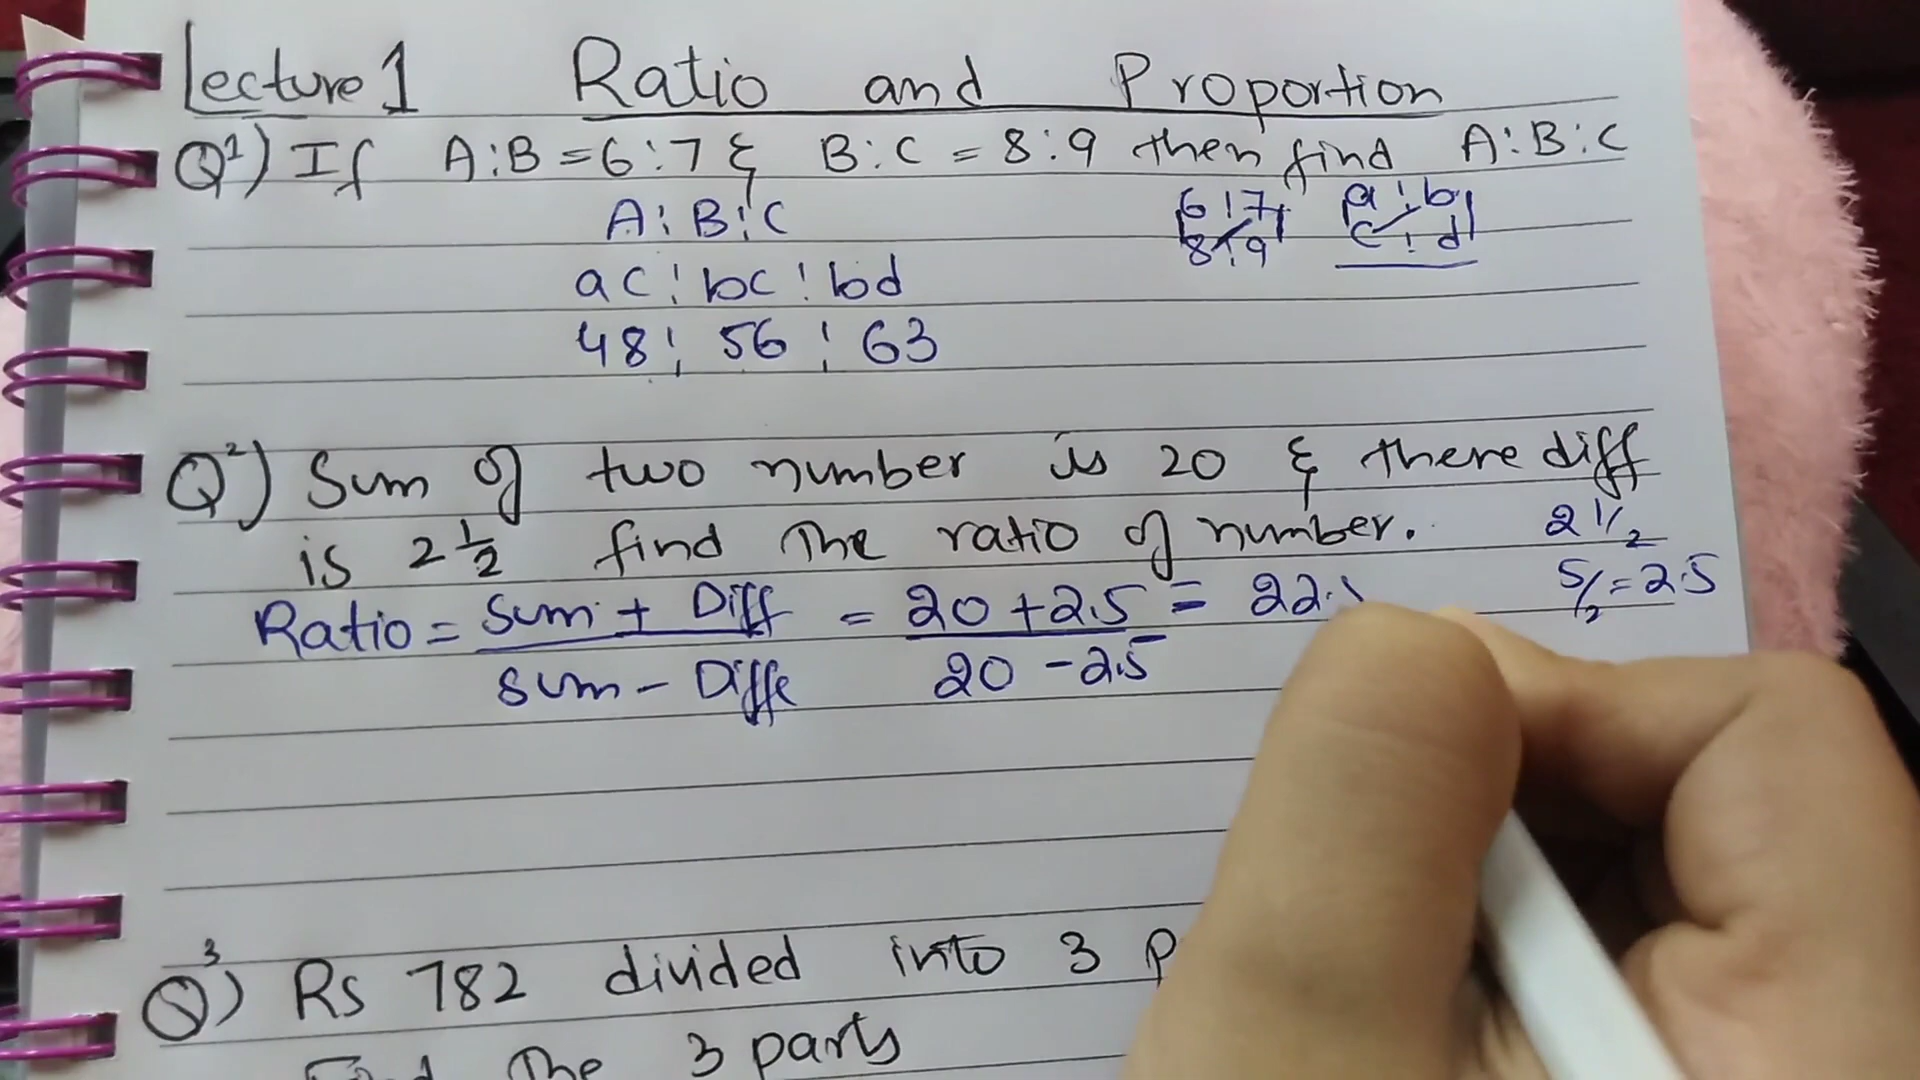 Lecture 1 Ratio and Proportion
Q1) If A:B = 6:7 & B:C = 8:9 then find A:B:C
A:B:C
6:7
8:9
a:b
c:d
ac:bc:bd
48:56:63
Q2) Sum of two number is 20 & there diff
is 2 1/2 find the ratio of number.
2 1/2
5/2 = 2.5
Ratio = Sum + Diff = 20 + 2.5 = 22.
Sum - Diffe 20 - 2.5
Q3) Rs 782 divided into 3
Find the 3 parts